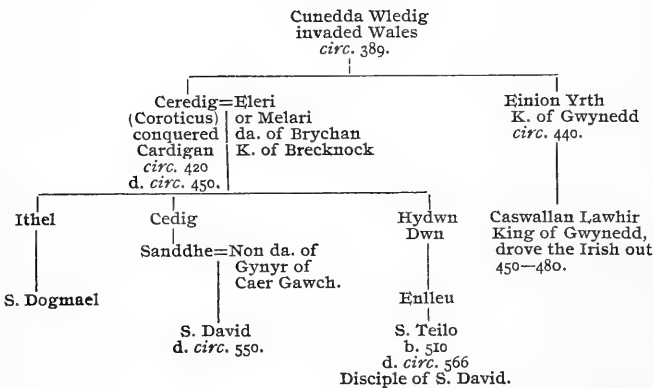 Cunedda Wledig
invaded Wales
circ. 389.
Ceredig=Eleri
(Coroticus) or Melari
conquered da. of Brychan
Cardigan K. of Brecknock
circ. 420
d. circ. 450.
Einion Yrth
K. of Gwynedd
circ. 440.
Ithel
Cedig
Hydwn
Dwn
Caswallan Lawhir
King of Gwynedd,
drove the Irish out
450—480.
Sanddhe=Non da. of
Gynyr of
Caer Gawch.
S. Dogmael
Enlleu
S. David
d. circ. 550.
S. Teilo
b. 510
d. circ. 566
Disciple of S. David.